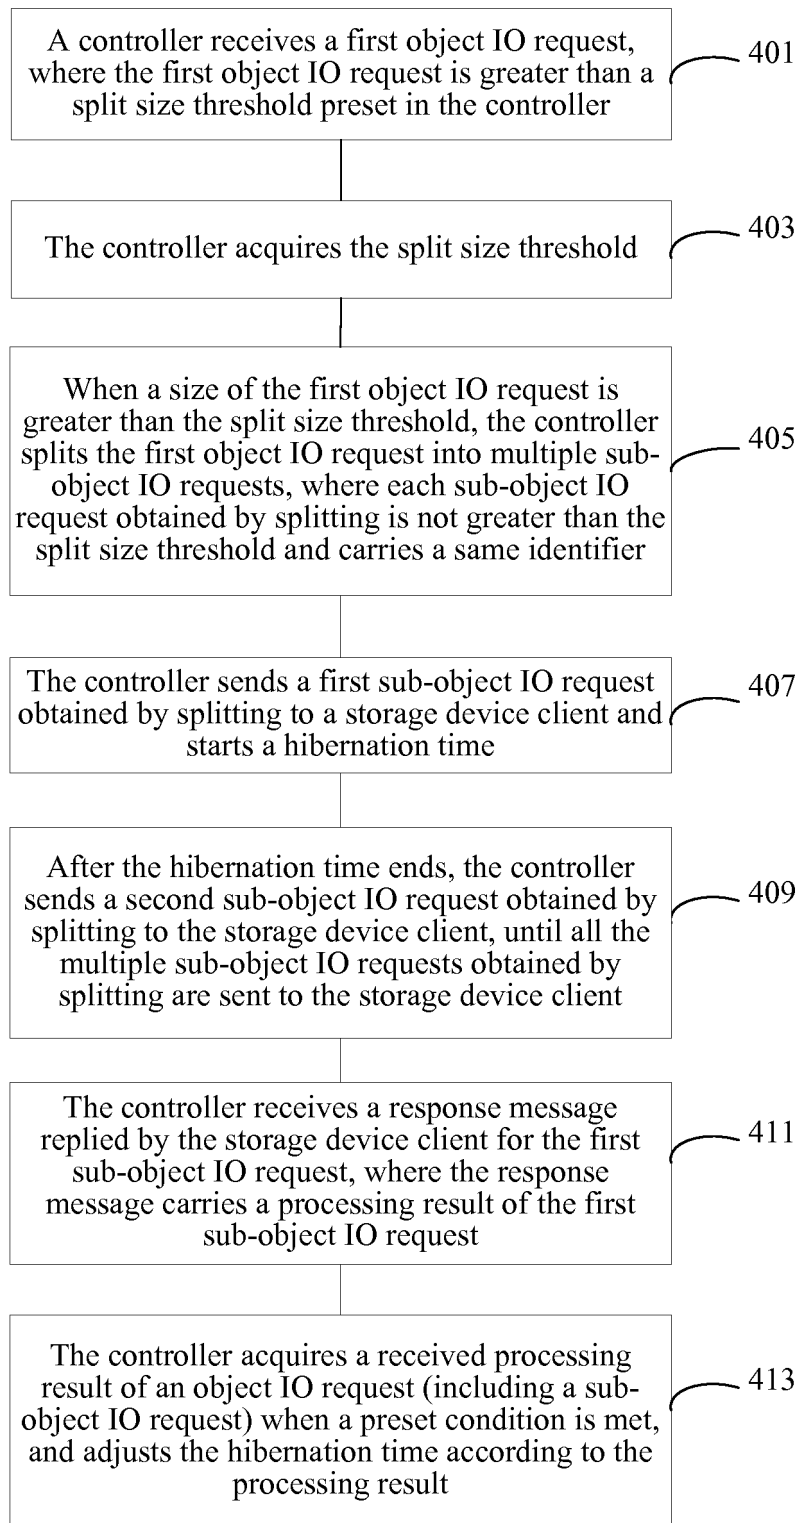 A controller receives a first object IO request,
where the first object IO request is greater than a
split size threshold preset in the controller
401
The controller acquires the split size threshold
403
When a size of the first object IO request is
greater than the split size threshold, the controller
splits the first object IO request into multiple sub-
object IO requests, where each sub-object IO
request obtained by splitting is not greater than the
split size threshold and carries a same identifier
405
The controller sends a first sub-object IO request
obtained by splitting to a storage device client and
starts a hibernation time
407
After the hibernation time ends, the controller
sends a second sub-object IO request obtained by
splitting to the storage device client, until all the
multiple sub-object IO requests obtained by
splitting are sent to the storage device client
409
The controller receives a response message
replied by the storage device client for the first
sub-object IO request, where the response
message carries a processing result of the first
sub-object IO request
411
The controller acquires a received processing
result of an object IO request (including a sub-
object IO request) when a preset condition is met,
and adjusts the hibernation time according to the
processing result
413